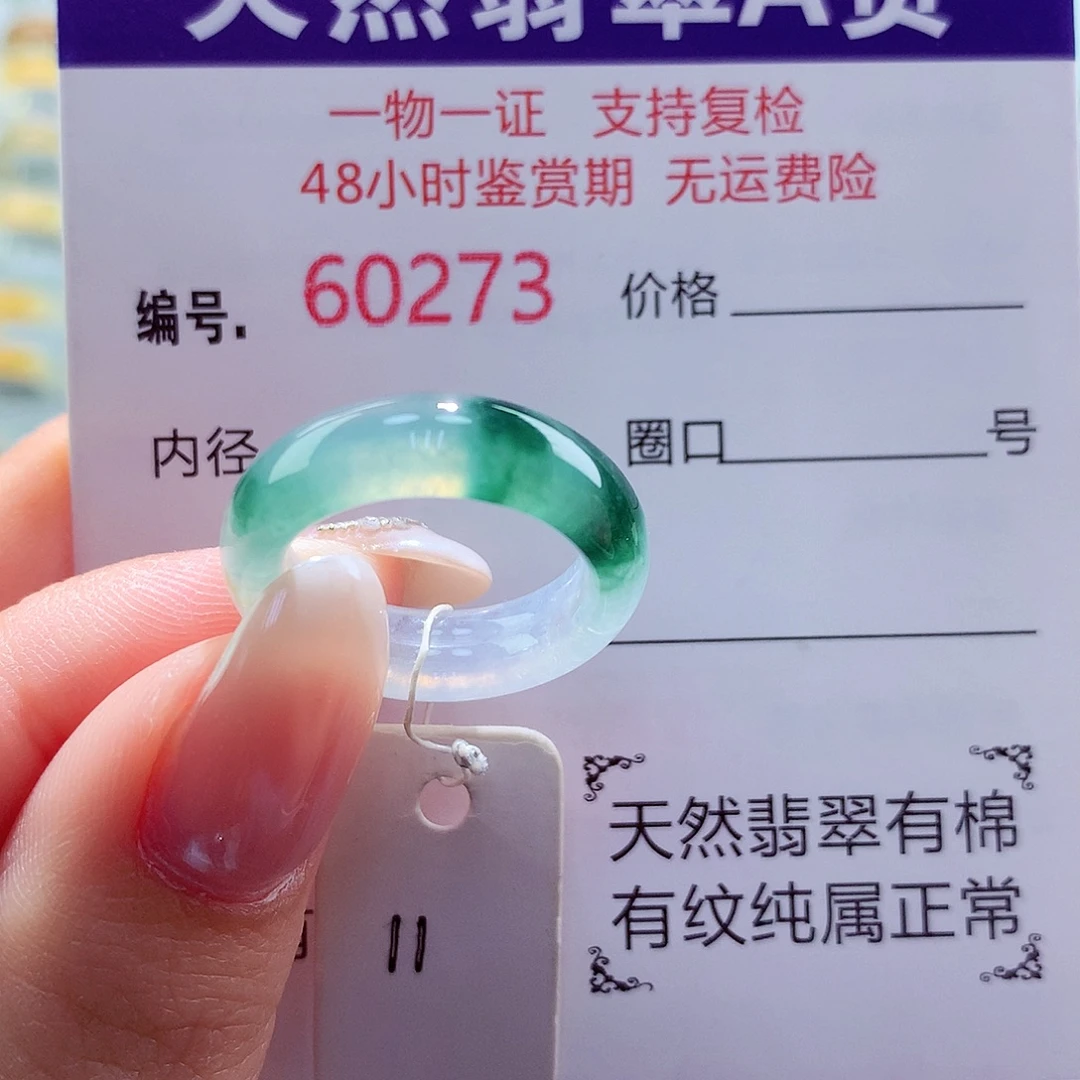 天然翡翠A货
一物一证 支持复检
48小时鉴赏期 无运费险
编号. 60273 价格
内径 圈口 号
天然翡翠有棉
有纹纯属正常
11